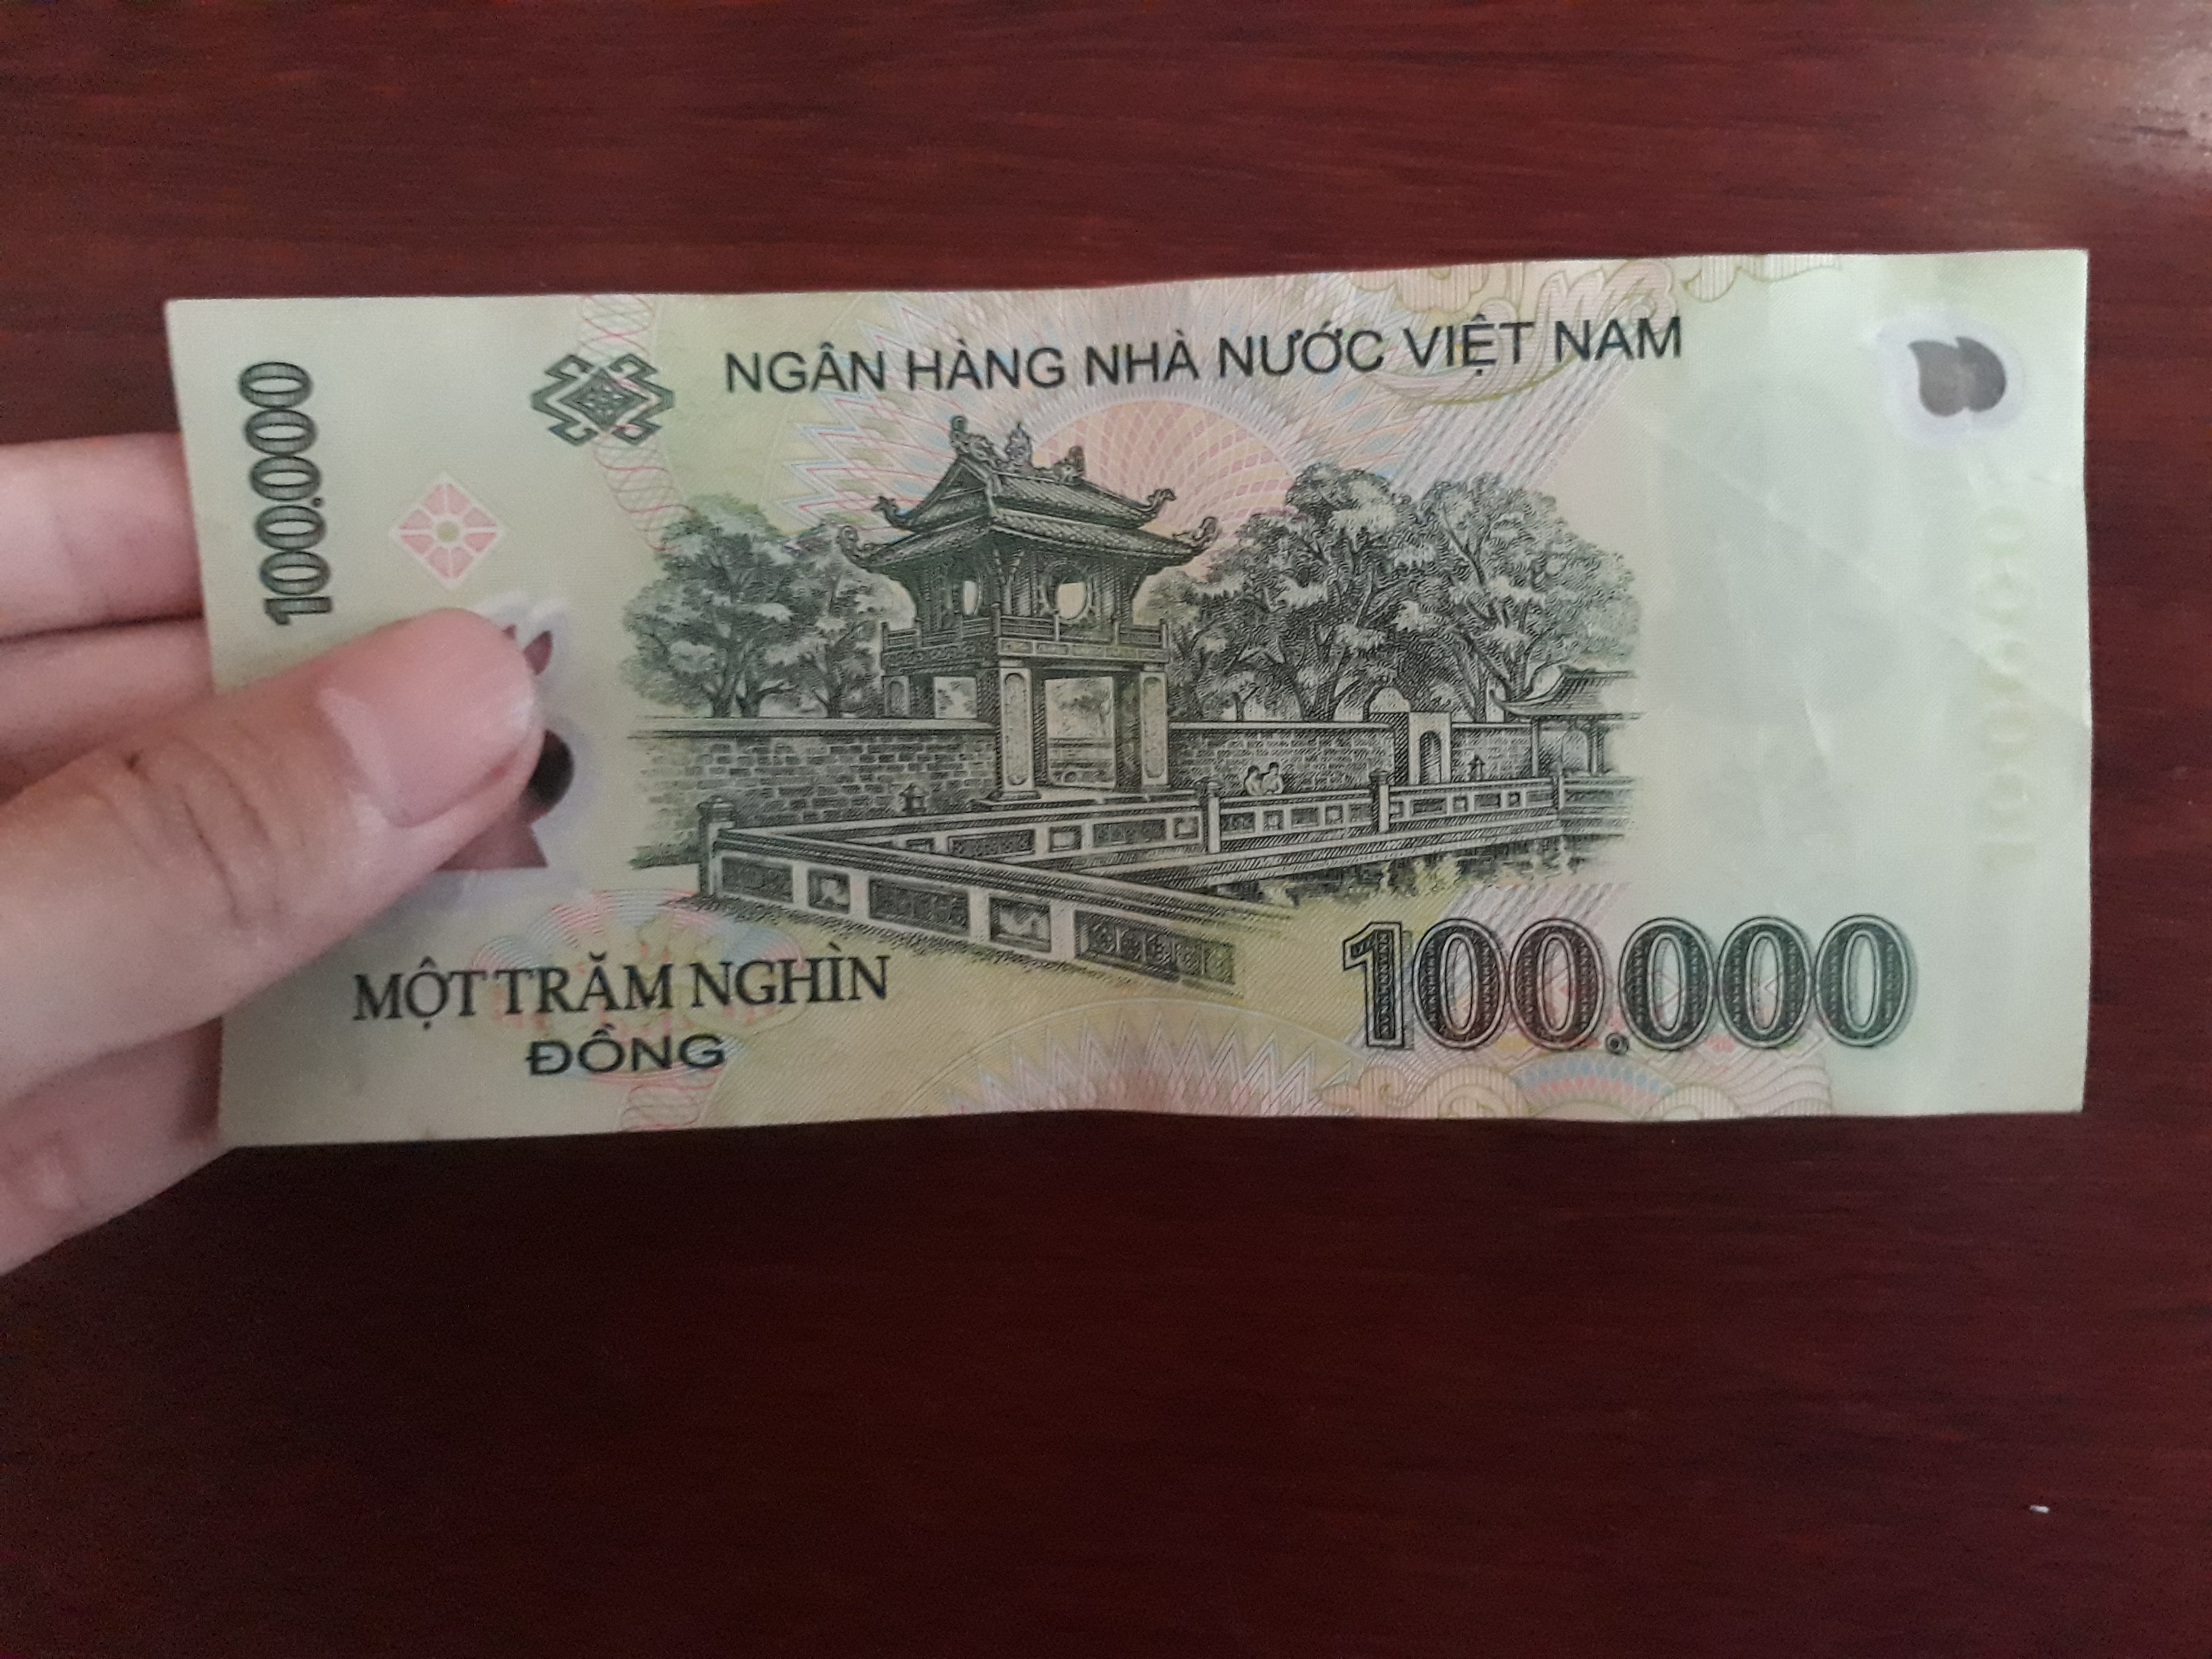 NGÂN HÀNG NHÀ NƯỚC VIỆT NAM
100.000
MỘT TRĂM NGHÌN
ĐỒNG
100.000